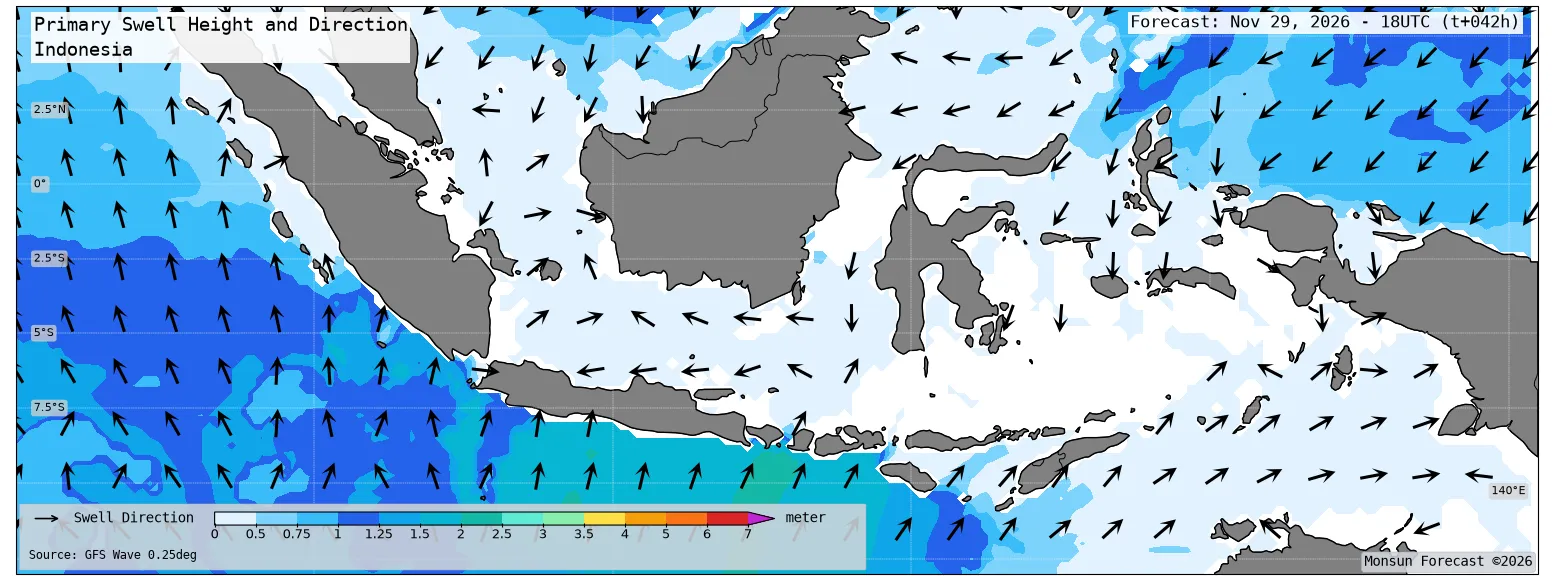 Primary Swell Height and Direction
Indonesia
Forecast: Nov 29, 2026 - 18UTC (t+042h)
2.5°N
0°
2.5°S
5°S
7.5°S
140°E
Swell Direction
0 0.5 0.75 1 1.25 1.5 2 2.5 3 3.5 4 5 6 7
meter
Source: GFS Wave 0.25deg
Monsun Forecast ©2026